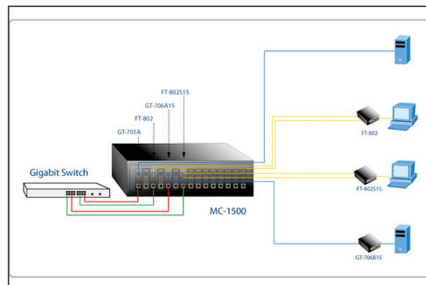 FT-802S15
GT-706A15
FT-802
GT-705A
FT-802
Gigabit Switch
FT-802S15
MC-1500
GT-706B15